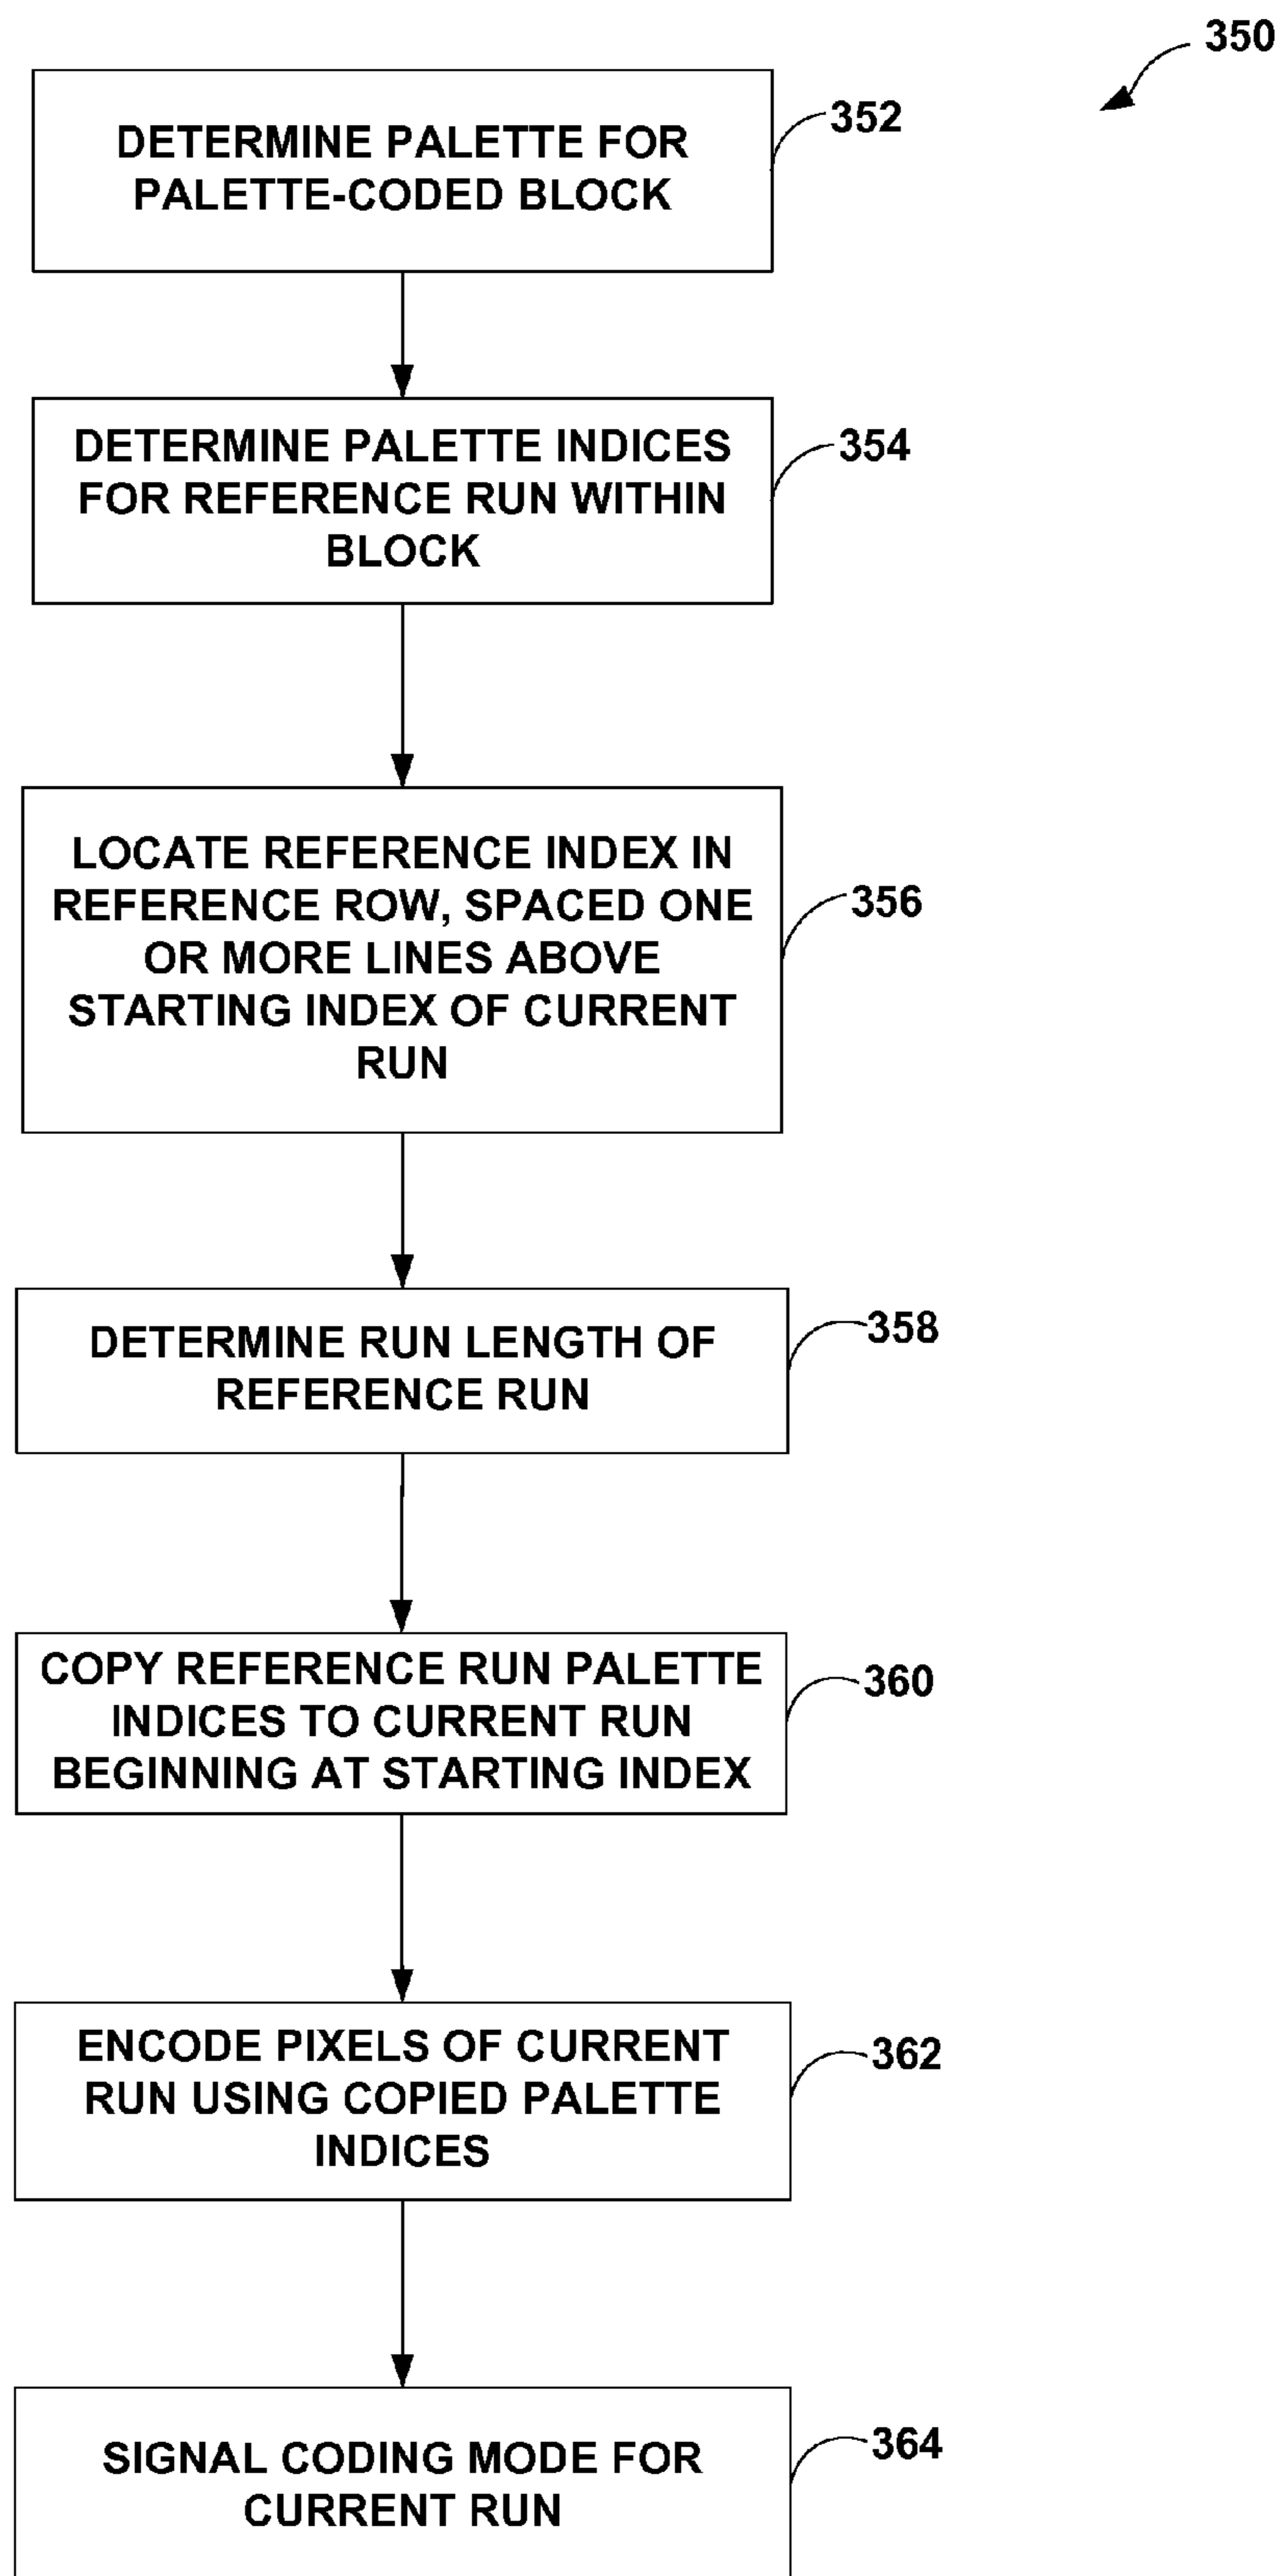 350
DETERMINE PALETTE FOR
PALETTE-CODED BLOCK
352
DETERMINE PALETTE INDICES
FOR REFERENCE RUN WITHIN
BLOCK
354
LOCATE REFERENCE INDEX IN
REFERENCE ROW, SPACED ONE
OR MORE LINES ABOVE
STARTING INDEX OF CURRENT
RUN
356
DETERMINE RUN LENGTH OF
REFERENCE RUN
358
COPY REFERENCE RUN PALETTE
INDICES TO CURRENT RUN
BEGINNING AT STARTING INDEX
360
ENCODE PIXELS OF CURRENT
RUN USING COPIED PALETTE
INDICES
362
SIGNAL CODING MODE FOR
CURRENT RUN
364